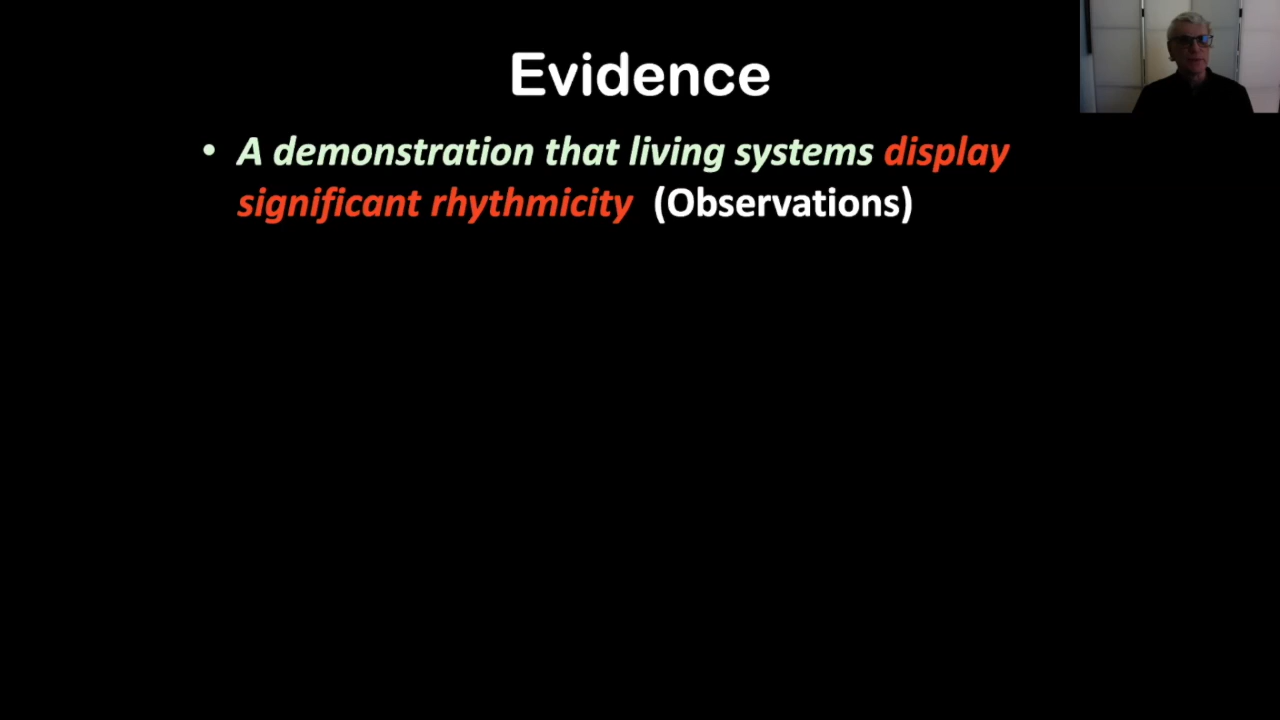 Evidence
• A demonstration that living systems display
significant rhythmicity (Observations)